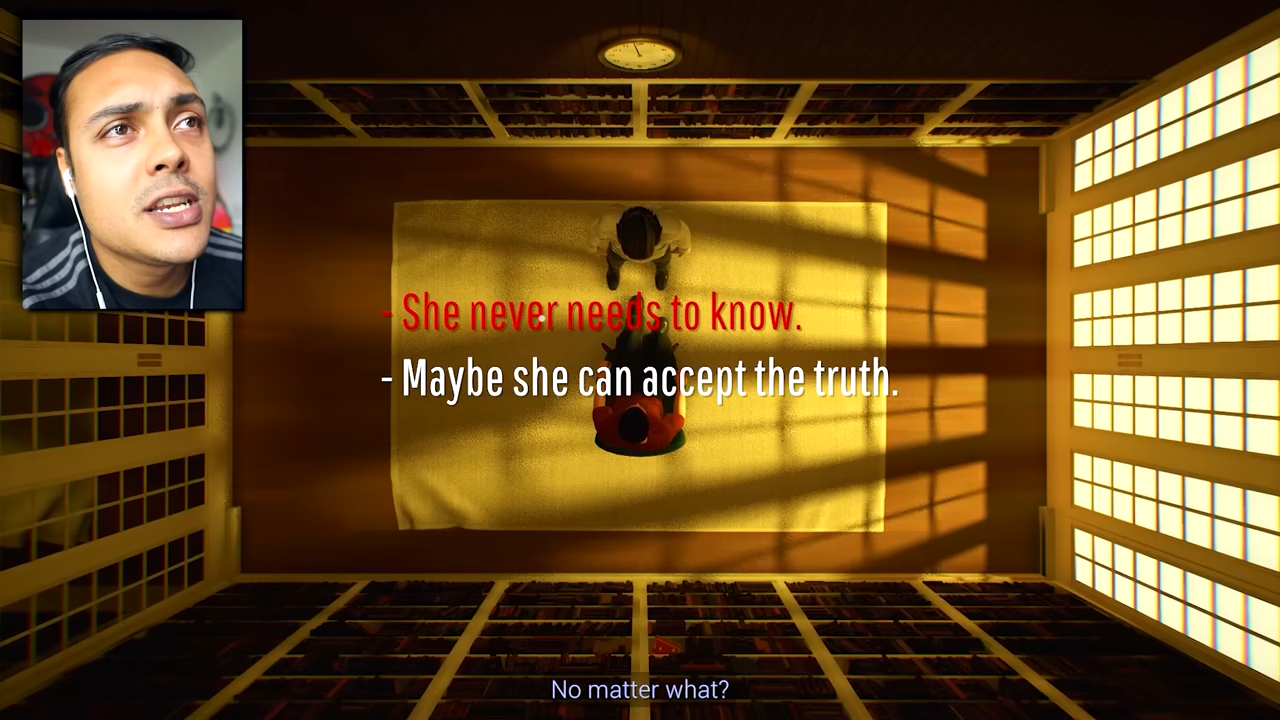 - She never needs to know.
- Maybe she can accept the truth.
No matter what?